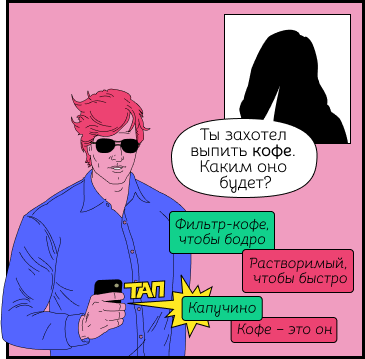 Ты захотел
выпить кофе.
Каким оно
будет?
Фильтр-кофе,
чтобы бодро
Растворимый,
чтобы быстро
ТАП
Капучино
Кофе – это он